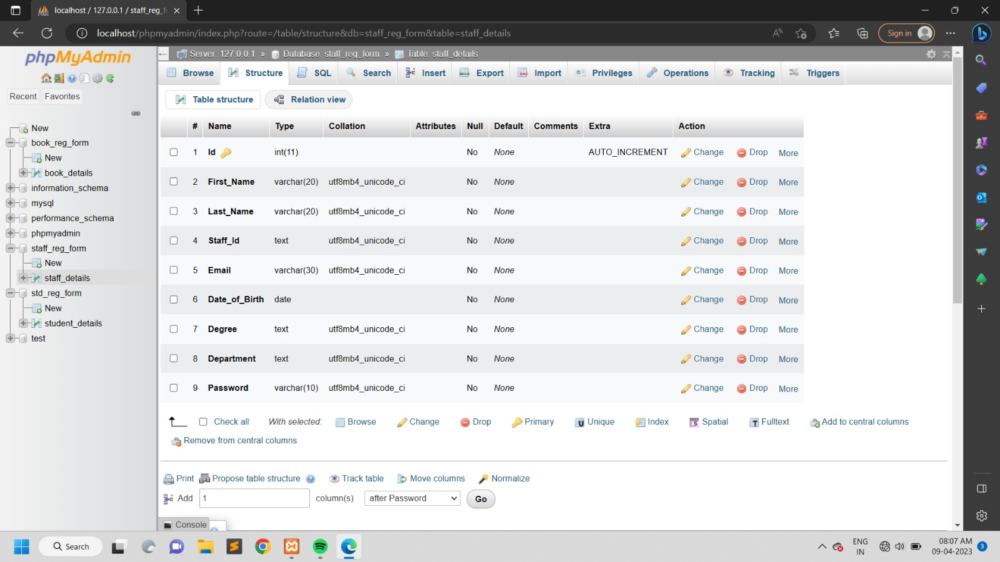 localhost / 127.0.0.1 / staff_reg_f
localhost/phpmyadmin/index.php?route=/table/structure&db=staff_reg_form&table=staff_details
Sign in
phpMyAdmin
Recent Favorites
New
book_reg_form
New
book_details
information_schema
mysql
performance_schema
phpmyadmin
staff_reg_form
New
staff_details
std_reg_form
New
student_details
test
Server: 127.0.0.1 » Database: staff_reg_form » Table: staff_details
Browse Structure SQL Search Insert Export Import Privileges Operations Tracking Triggers
Table structure Relation view
# Name Type Collation Attributes Null Default Comments Extra Action
1 Id int(11) No None AUTO_INCREMENT Change Drop More
2 First_Name varchar(20) utf8mb4_unicode_ci No None Change Drop More
3 Last_Name varchar(20) utf8mb4_unicode_ci No None Change Drop More
4 Staff_Id text utf8mb4_unicode_ci No None Change Drop More
5 Email varchar(30) utf8mb4_unicode_ci No None Change Drop More
6 Date_of_Birth date No None Change Drop More
7 Degree text utf8mb4_unicode_ci No None Change Drop More
8 Department text utf8mb4_unicode_ci No None Change Drop More
9 Password varchar(10) utf8mb4_unicode_ci No None Change Drop More
Check all With selected: Browse Change Drop Primary Unique Index Spatial Fulltext Add to central columns
Remove from central columns
Print Propose table structure Track table Move columns Normalize
Add 1 column(s) after Password Go
Console
Search
ENG
IN
08:07 AM
09-04-2023
3